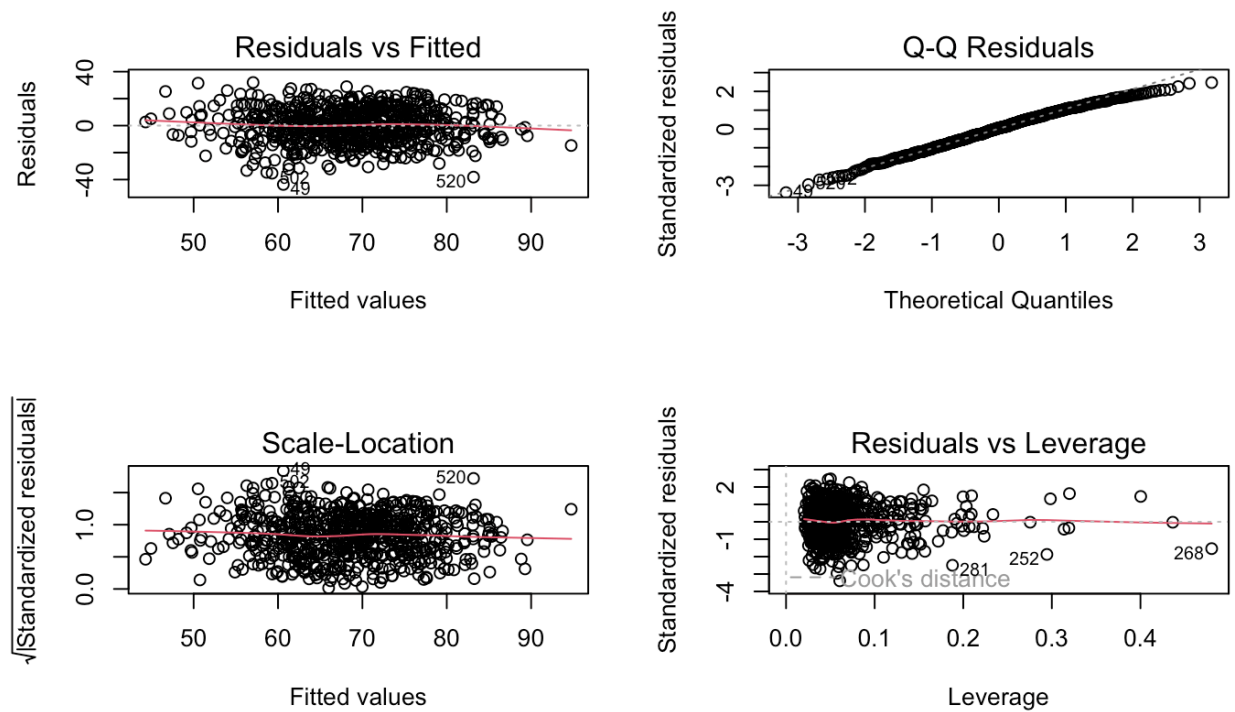 Residuals vs Fitted
Residuals
40
0
-40
502
49
520
50 60 70 80 90
Fitted values
Q-Q Residuals
Standardized residuals
2
0
-3
49
-3 -2 -1 0 1 2 3
Theoretical Quantiles
Scale-Location
√|Standardized residuals|
1.0
0.0
49
502
520
50 60 70 80 90
Fitted values
Residuals vs Leverage
Standardized residuals
2
-1
-4
281
252
268
Cook's distance
0.0 0.1 0.2 0.3 0.4
Leverage